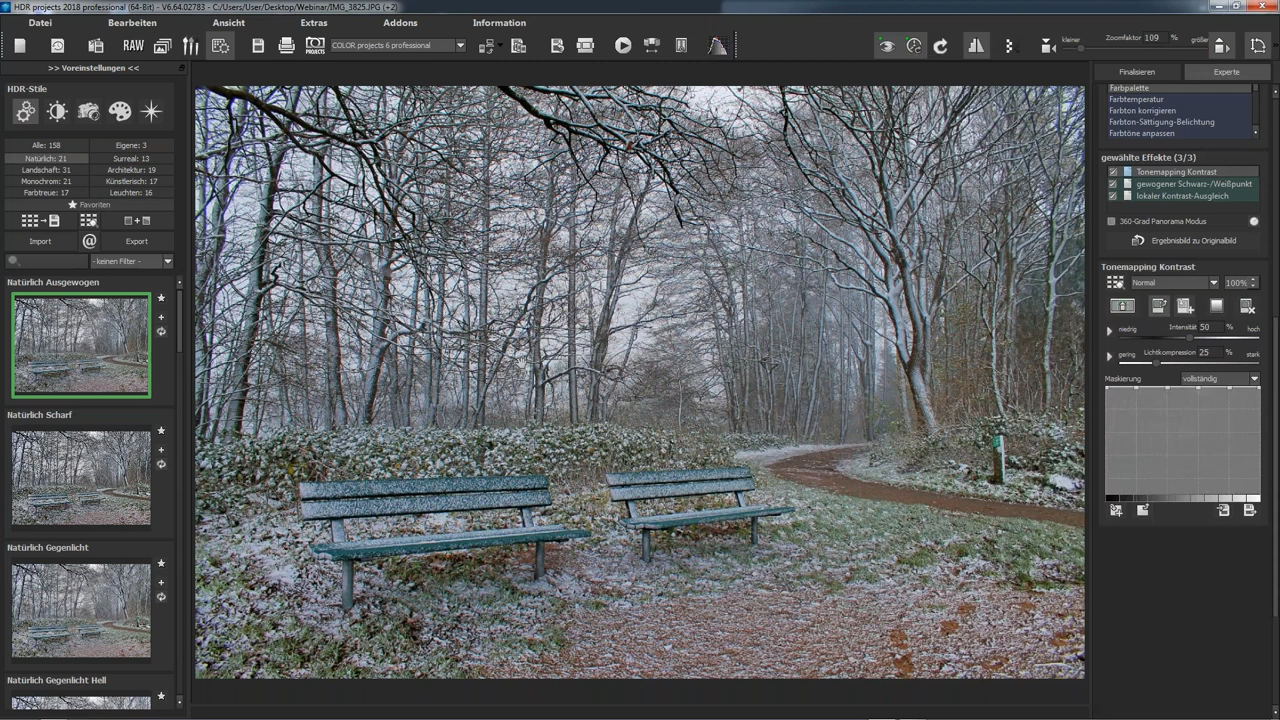 HDR projects 2018 professional (64-Bit) - V6.64.02783 - C:/Users/User/Desktop/Webinar/IMG_3825.JPG (+2)
Datei Bearbeiten Ansicht Extras Addons Information
RAW PROJECTS COLOR projects 6 professional kleiner Zoomfaktor 109 % größer
>> Voreinstellungen <<
HDR-Stile
Alle: 158 Eigene: 3
Natürlich: 21 Surreal: 13
Landschaft: 31 Architektur: 19
Monochrom: 21 Künstlerisch: 17
Farbtreue: 17 Leuchten: 16
Favoriten
Import @ Export
- keinen Filter -
Natürlich Ausgewogen
Natürlich Scharf
Natürlich Gegenlicht
Natürlich Gegenlicht Hell
Finalisieren Experte
Farbpalette
Farbtemperatur
Farbton korrigieren
Farbton-Sättigung-Belichtung
Farbtöne anpassen
gewählte Effekte (3/3)
Tonemapping Kontrast
gewogener Schwarz-/Weißpunkt
lokaler Kontrast-Ausgleich
360-Grad Panorama Modus
Ergebnisbild zu Originalbild
Tonemapping Kontrast
Normal 100%
niedrig Intensität 50 % hoch
gering Lichtkompression 25 % stark
Maskierung vollständig